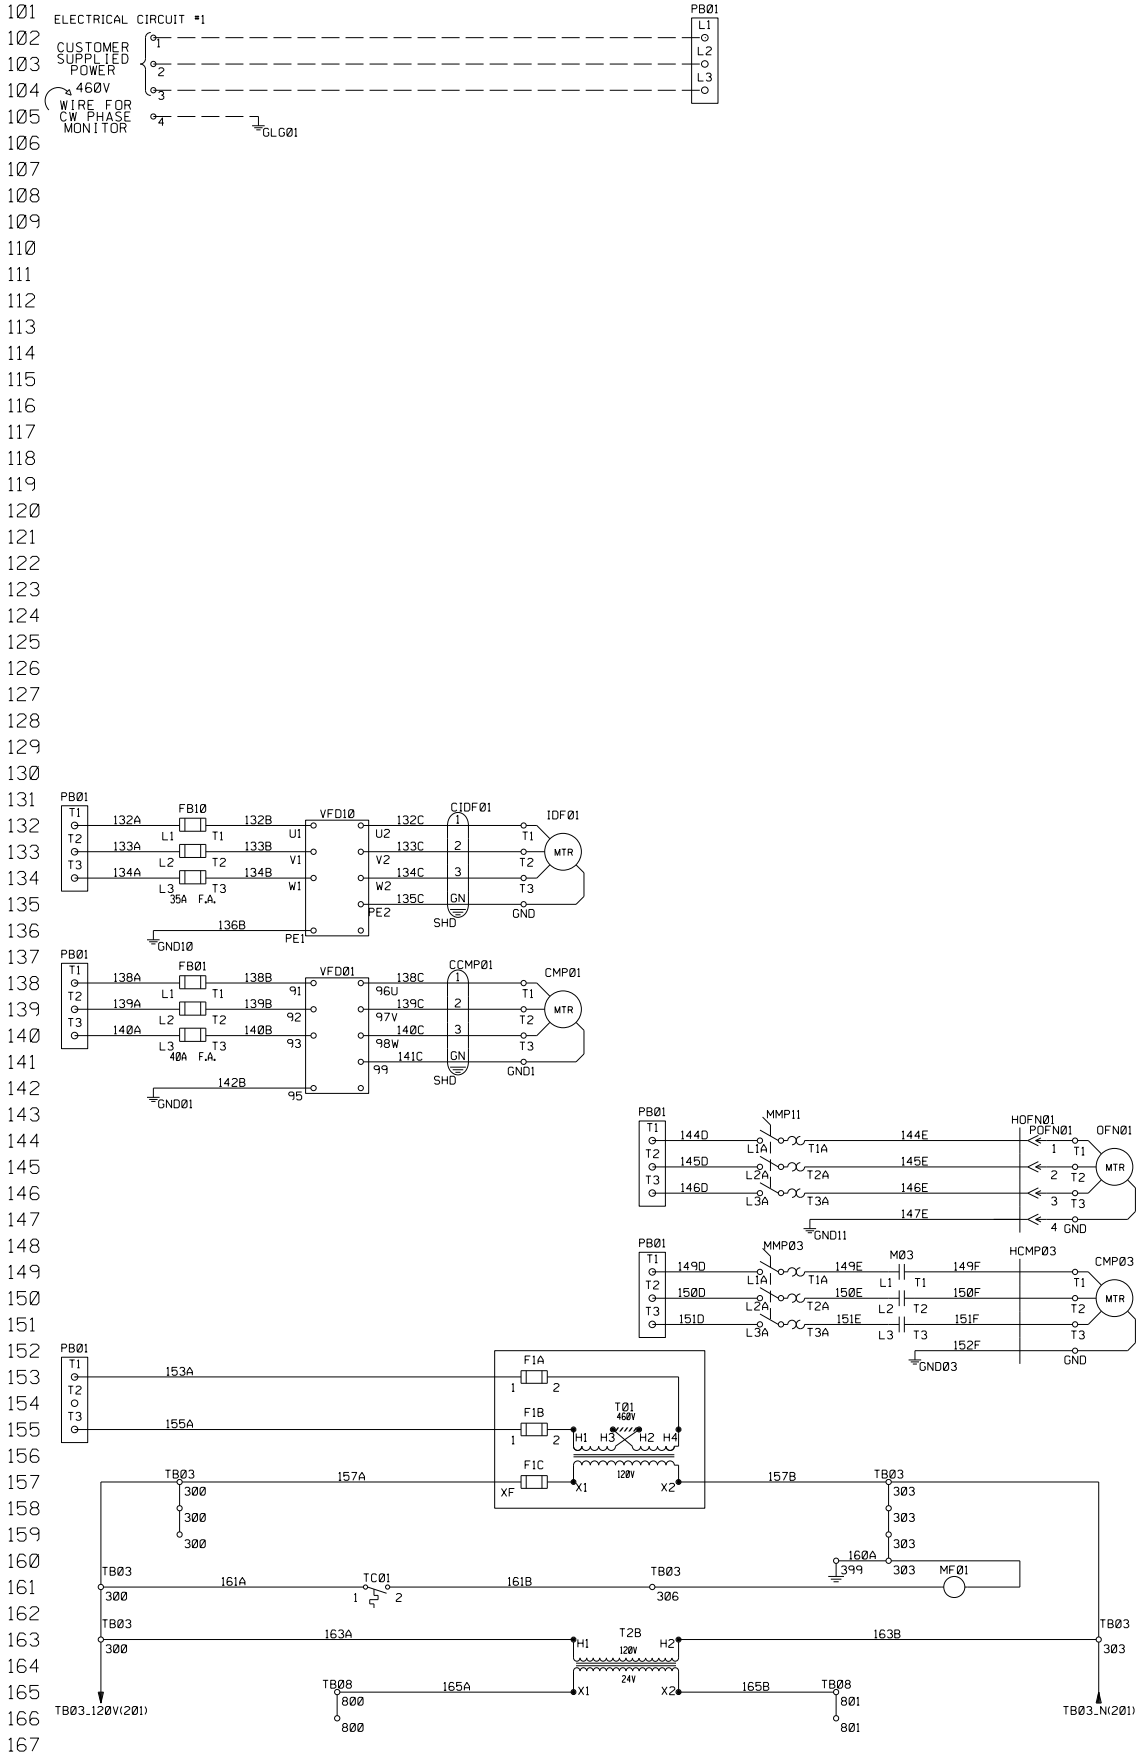 101 ELECTRICAL CIRCUIT #1 PB01
L1
102 CUSTOMER 1
SUPPLIED L2
103 POWER 2
L3
104 460V 3
105 WIRE FOR 4
CW PHASE
MONITOR GLG01
106
107
108
109
110
111
112
113
114
115
116
117
118
119
120
121
122
123
124
125
126
127
128
129
130
131 PB01 FB10 VFD10 CIDF01 IDF01
132 T1 132A L1 T1 132B U1 U2 132C 1 T1
133 T2 133A L2 T2 133B V1 V2 133C 2 T2 MTR
134 T3 134A L3 T3 134B W1 W2 134C 3 T3
35A F.A.
135 PE2 135C GN SHD GND
136 GND10 136B PE1
137 PB01 FB01 VFD01 CCMP01 CMP01
138 T1 138A L1 T1 138B 91 96U 138C 1 T1
139 T2 139A L2 T2 139B 92 97V 139C 2 T2 MTR
140 T3 140A L3 T3 140B 93 98W 140C 3 T3
40A F.A.
141 99 141C GN SHD GND1
142 GND01 142B 95
143 PB01 MMP11 HOFN01 POFN01 OFN01
144 T1 144D L1A T1A 144E 1 T1
145 T2 145D L2A T2A 145E 2 T2 MTR
146 T3 146D L3A T3A 146E 3 T3
147 GND11 147E 4 GND
148 PB01 MMP03 M03 HCMP03 CMP03
149 T1 149D L1A T1A 149E L1 T1 149F T1
150 T2 150D L2A T2A 150E L2 T2 150F T2 MTR
151 T3 151D L3A T3A 151E L3 T3 151F T3
152 PB01 GND03 152F GND
153 T1 153A F1A 1 2
154 T2 T01
460V
155 T3 155A F1B 1 2 H1 H3 H2 H4
156
120V
157 TB03 300 157A F1C XF X1 X2 157B TB03 303
158 300 303
159 300 303
160 399 160A 303
161 TB03 300 161A TC01 1 2 161B TB03 306 MF01
162
163 TB03 300 163A H1 T2B H2 163B TB03 303
120V
164
24V
165 TB08 800 165A X1 X2 165B TB08 801
166 TB03_120V(201) 800 801 TB03_N(201)
167